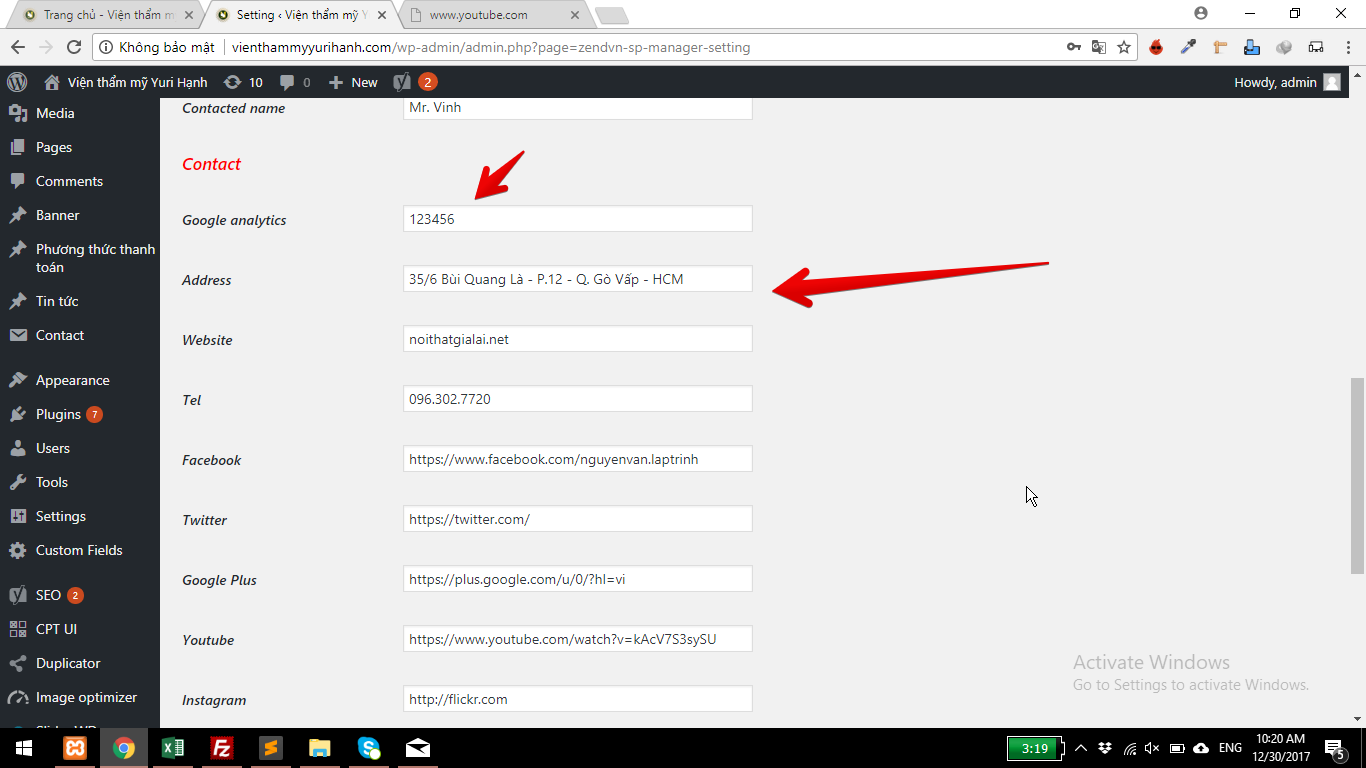 Trang chủ - Viện thẩm m
Setting ‹ Viện thẩm mỹ Y
www.youtube.com
Không bảo mật
vienthammyyurihanh.com/wp-admin/admin.php?page=zendvn-sp-manager-setting
Viện thẩm mỹ Yuri Hạnh
10
0
New
2
Howdy, admin
Media
Pages
Comments
Banner
Phương thức thanh
toán
Tin tức
Contact
Appearance
Plugins 7
Users
Tools
Settings
Custom Fields
SEO 2
CPT UI
Duplicator
Image optimizer
Contacted name
Mr. Vinh
Contact
Google analytics
123456
Address
35/6 Bùi Quang Là - P.12 - Q. Gò Vấp - HCM
Website
noithatgialai.net
Tel
096.302.7720
Facebook
https://www.facebook.com/nguyenvan.laptrinh
Twitter
https://twitter.com/
Google Plus
https://plus.google.com/u/0/?hl=vi
Youtube
https://www.youtube.com/watch?v=kAcV7S3sySU
Instagram
http://flickr.com
Activate Windows
Go to Settings to activate Windows.
3:19
ENG
10:20 AM
12/30/2017
5